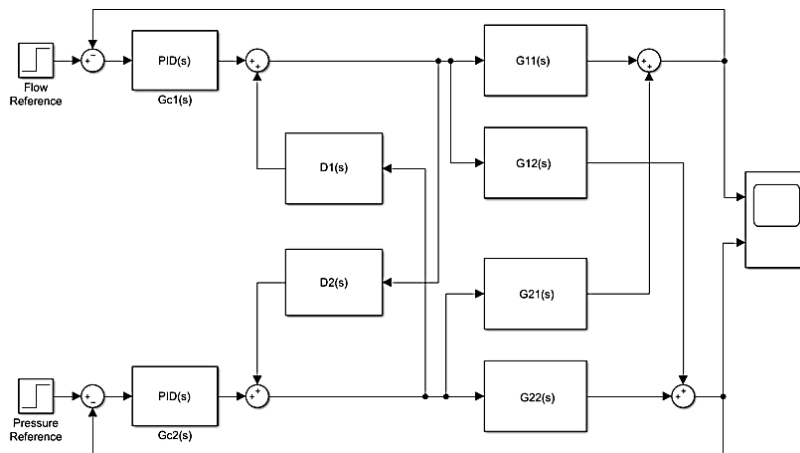 PID(s)
Gc1(s)
Flow
Reference
G11(s)
G12(s)
D1(s)
D2(s)
G21(s)
PID(s)
Gc2(s)
Pressure
Reference
G22(s)